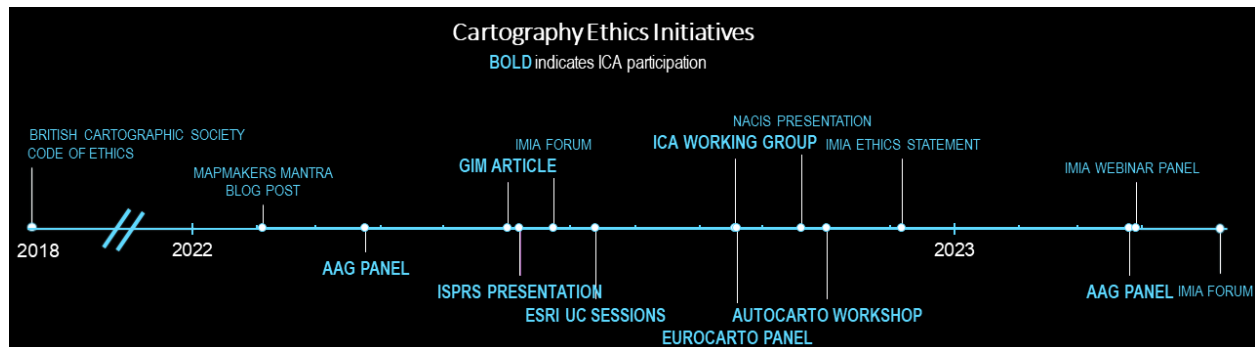 Cartography Ethics Initiatives
BOLD indicates ICA participation
BRITISH CARTOGRAPHIC SOCIETY
CODE OF ETHICS
MAPMAKERS MANTRA
BLOG POST
IMIA FORUM
GIM ARTICLE
NACIS PRESENTATION
ICA WORKING GROUP
IMIA ETHICS STATEMENT
IMIA WEBINAR PANEL
2018
2022
2023
AAG PANEL
ISPRS PRESENTATION
ESRI UC SESSIONS
EUROCARTO PANEL
AUTOCARTO WORKSHOP
AAG PANEL
IMIA FORUM